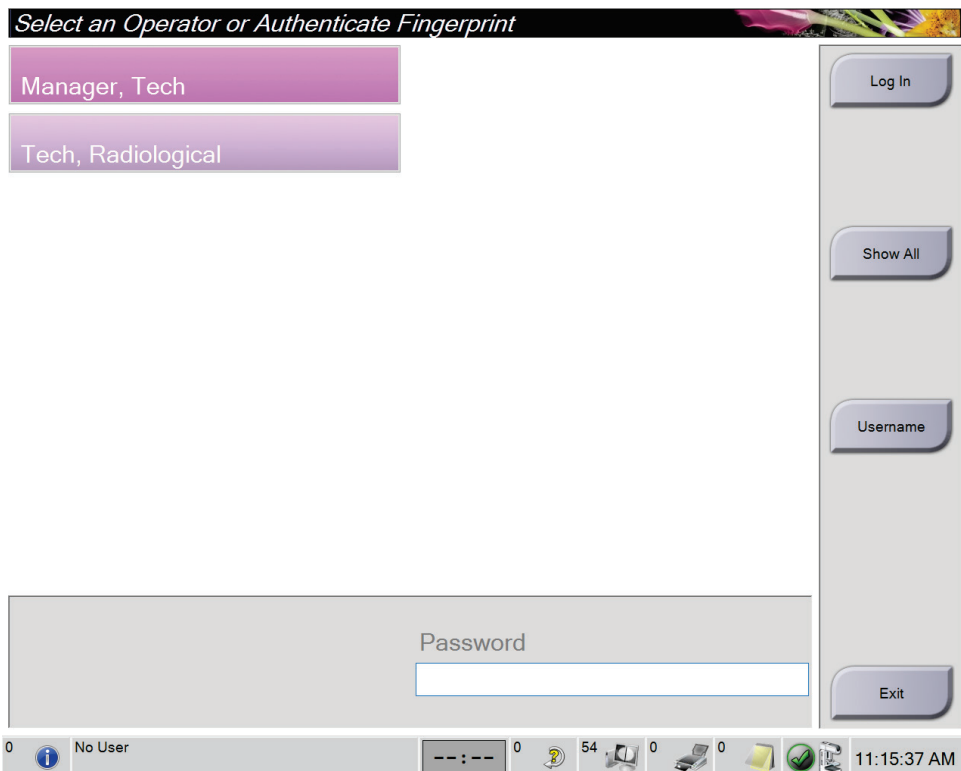 Select an Operator or Authenticate Fingerprint
Manager, Tech
Log In
Tech, Radiological
Show All
Username
Password
Exit
0 No User --:-- 0 54 0 0 11:15:37 AM